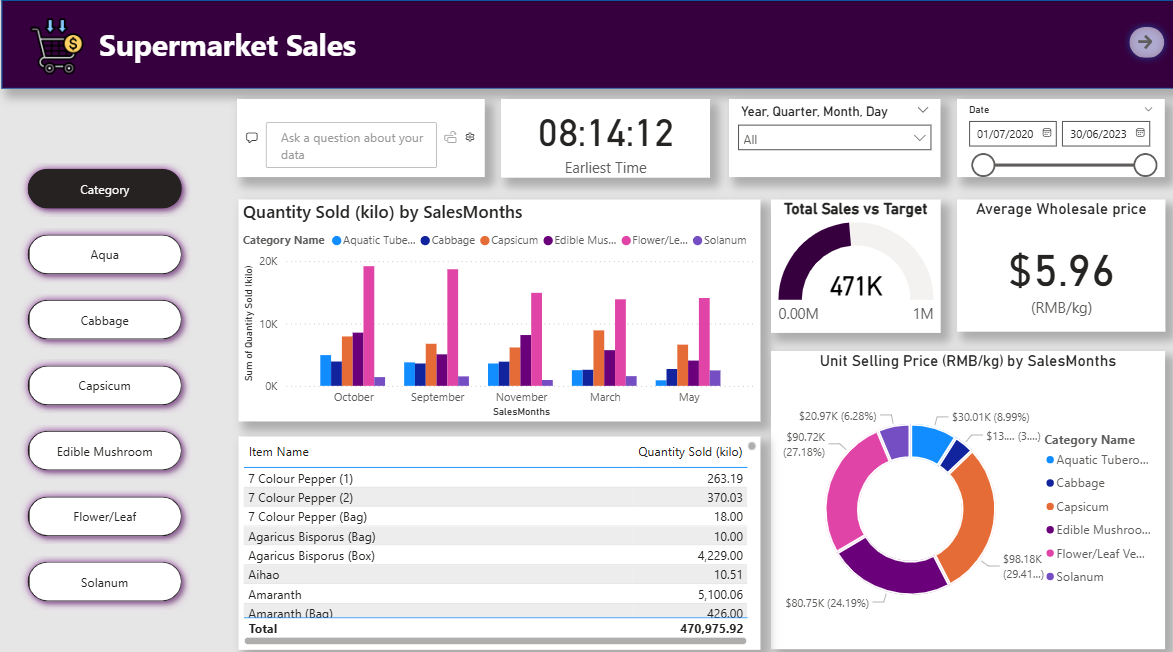 Supermarket Sales
Ask a question about your
data
08:14:12
Earliest Time
Year, Quarter, Month, Day
All
Date
01/07/2020
30/06/2023
Category
Aqua
Cabbage
Capsicum
Edible Mushroom
Flower/Leaf
Solanum
Quantity Sold (kilo) by SalesMonths
Category Name Aquatic Tube... Cabbage Capsicum Edible Mus... Flower/Le... Solanum
Sum of Quantity Sold (kilo)
20K
10K
0K
October September November March May
SalesMonths
Total Sales vs Target
471K
0.00M 1M
Average Wholesale price
$5.96
(RMB/kg)
Item Name Quantity Sold (kilo)
7 Colour Pepper (1) 263.19
7 Colour Pepper (2) 370.03
7 Colour Pepper (Bag) 18.00
Agaricus Bisporus (Bag) 10.00
Agaricus Bisporus (Box) 4,229.00
Aihao 10.51
Amaranth 5,100.06
Amaranth (Bag) 426.00
Total 470,975.92
Unit Selling Price (RMB/kg) by SalesMonths
$20.97K (6.28%)
$30.01K (8.99%)
$90.72K
(27.18%)
$13.... (3....)
$98.18K
(29.41...)
$80.75K (24.19%)
Category Name
Aquatic Tubero...
Cabbage
Capsicum
Edible Mushroo...
Flower/Leaf Ve...
Solanum